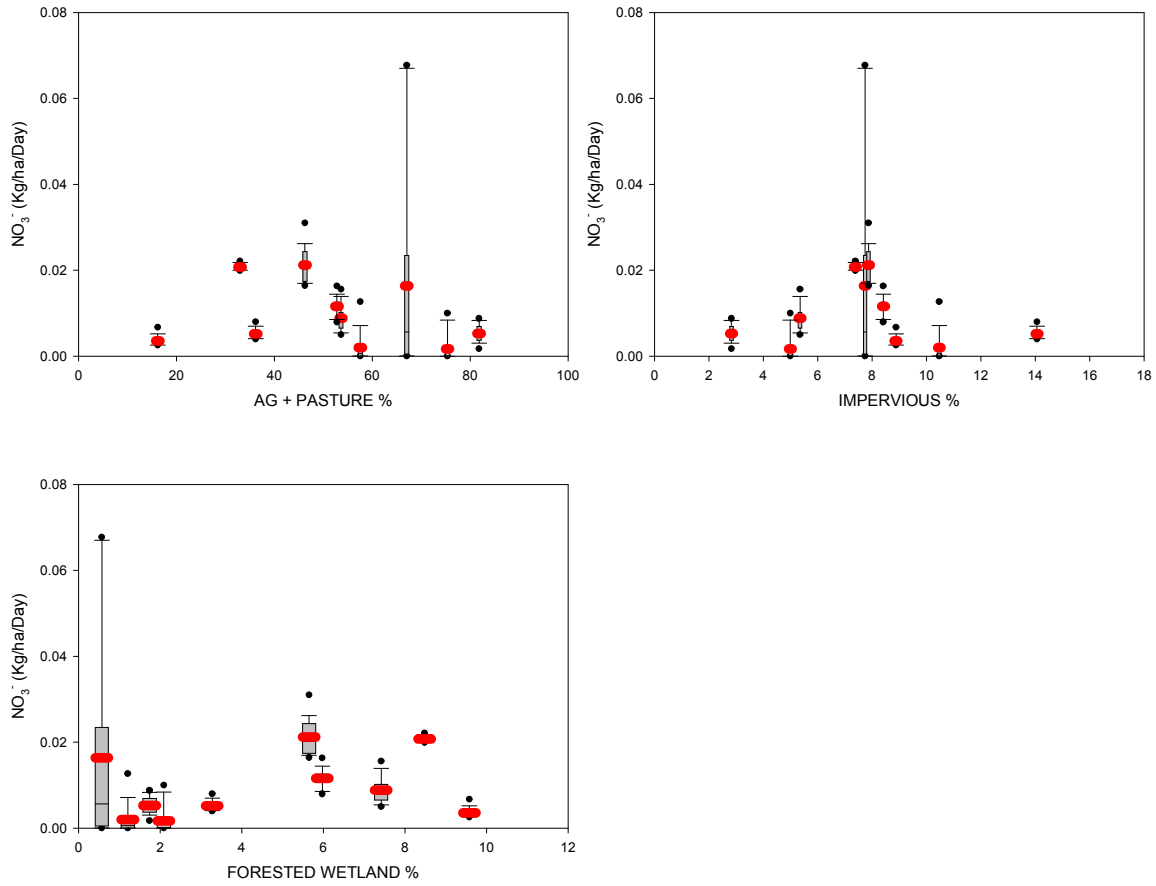 0.08
0.06
0.04
0.02
0.00
NO₃⁻ (Kg/ha/Day)
0 20 40 60 80 100
AG + PASTURE %
0.08
0.06
0.04
0.02
0.00
NO₃⁻ (Kg/ha/Day)
0 2 4 6 8 10 12 14 16 18
IMPERVIOUS %
0.08
0.06
0.04
0.02
0.00
NO₃⁻ (Kg/ha/Day)
0 2 4 6 8 10 12
FORESTED WETLAND %